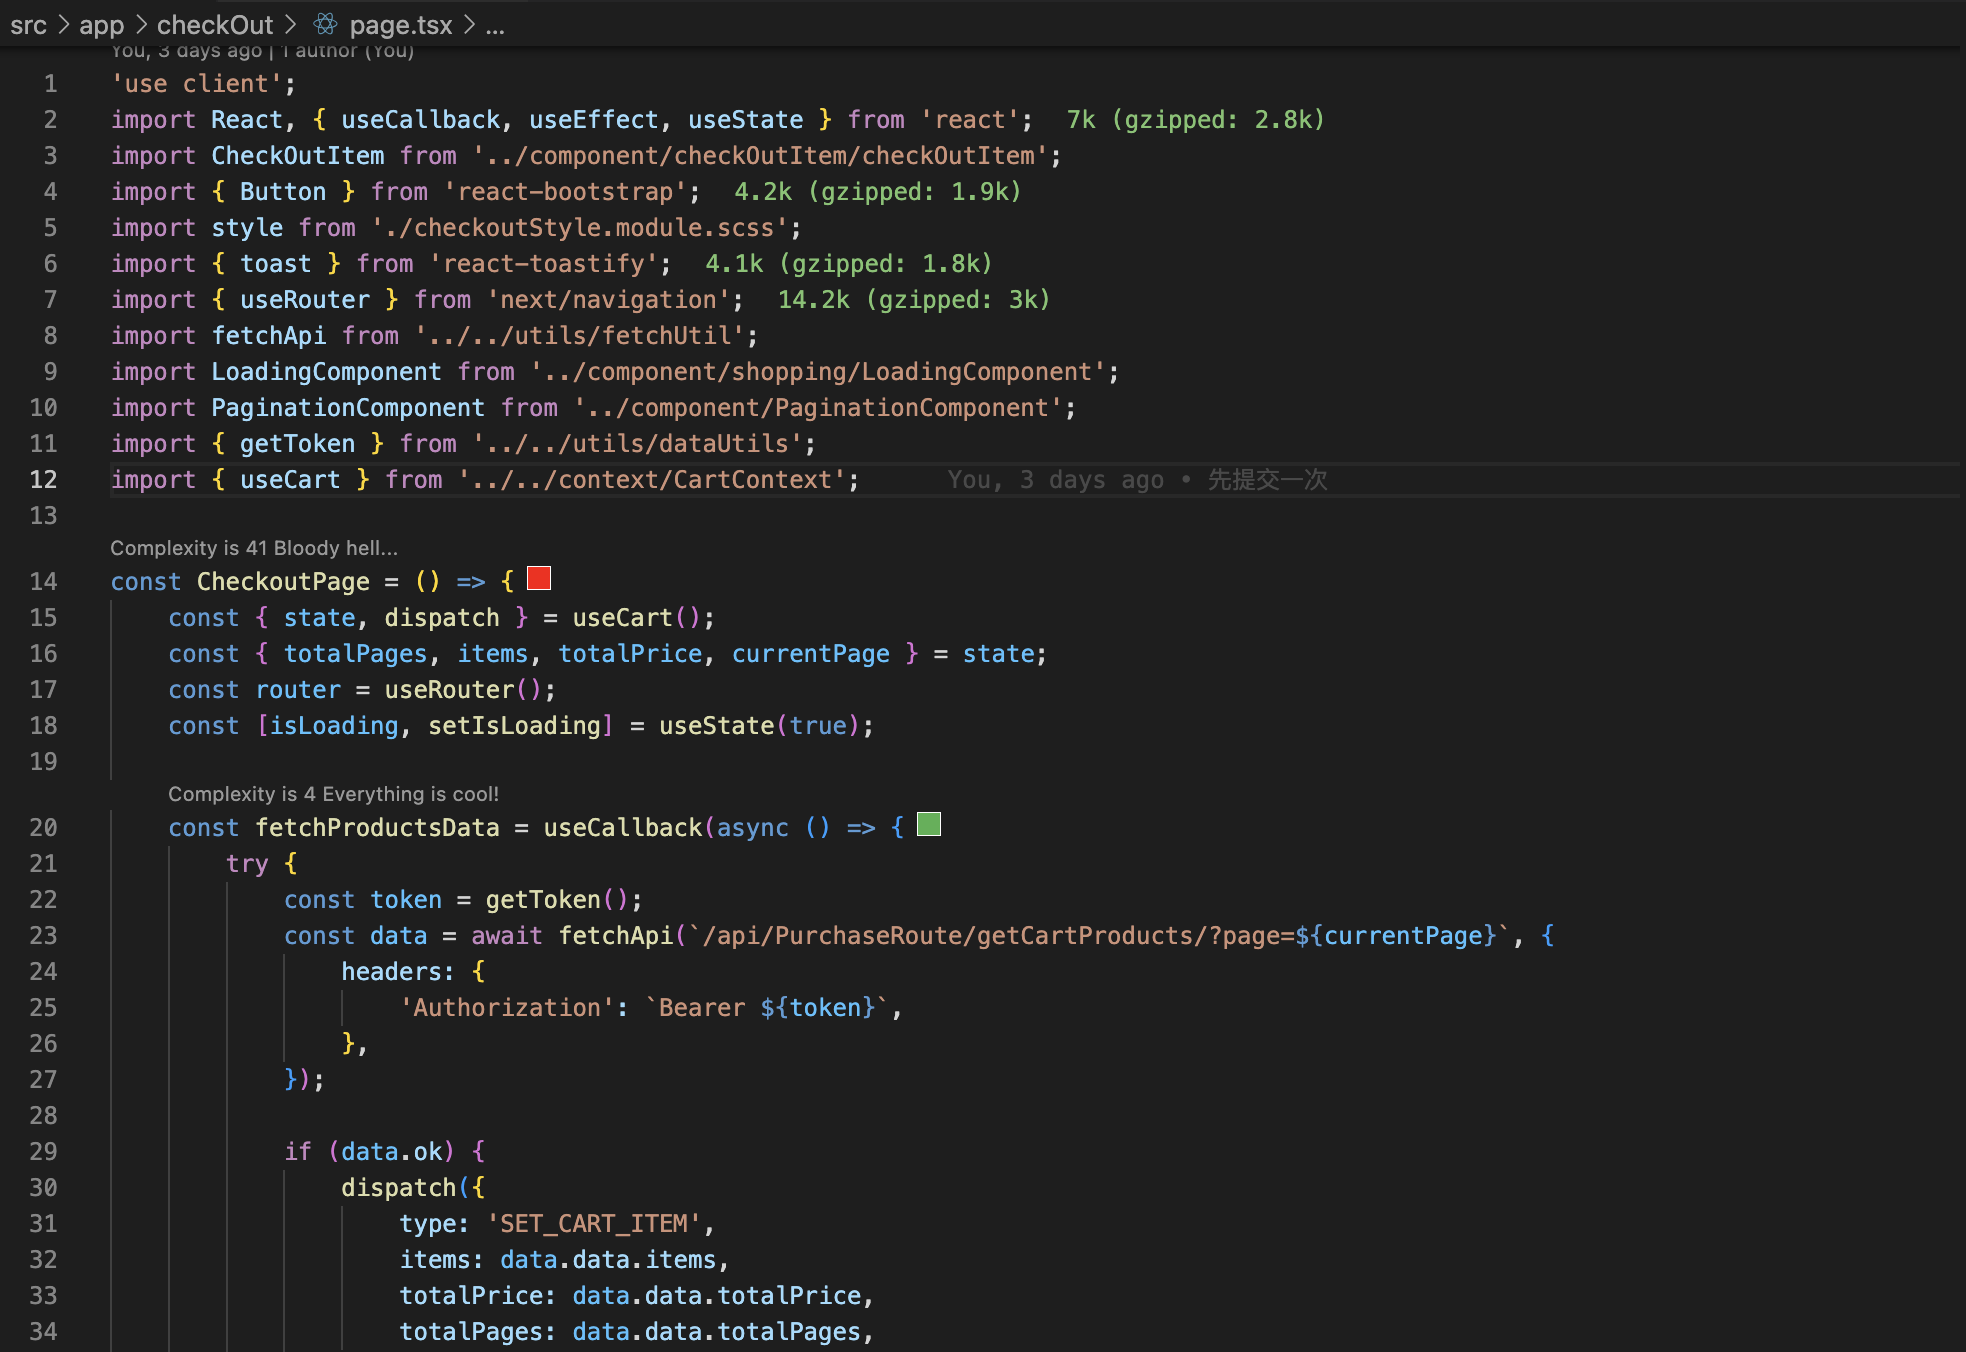 src > app > checkOut > page.tsx > ...
You, 3 days ago | 1 author (You)
1 'use client';
2 import React, { useCallback, useEffect, useState } from 'react'; 7k (gzipped: 2.8k)
3 import CheckOutItem from '../component/checkOutItem/checkOutItem';
4 import { Button } from 'react-bootstrap'; 4.2k (gzipped: 1.9k)
5 import style from './checkoutStyle.module.scss';
6 import { toast } from 'react-toastify'; 4.1k (gzipped: 1.8k)
7 import { useRouter } from 'next/navigation'; 14.2k (gzipped: 3k)
8 import fetchApi from '../../utils/fetchUtil';
9 import LoadingComponent from '../component/shopping/LoadingComponent';
10 import PaginationComponent from '../component/PaginationComponent';
11 import { getToken } from '../../utils/dataUtils';
12 import { useCart } from '../../context/CartContext'; You, 3 days ago • 先提交一次
13
Complexity is 41 Bloody hell...
14 const CheckoutPage = () => {
15 const { state, dispatch } = useCart();
16 const { totalPages, items, totalPrice, currentPage } = state;
17 const router = useRouter();
18 const [isLoading, setIsLoading] = useState(true);
19
Complexity is 4 Everything is cool!
20 const fetchProductsData = useCallback(async () => {
21 try {
22 const token = getToken();
23 const data = await fetchApi(`/api/PurchaseRoute/getCartProducts/?page=${currentPage}`, {
24 headers: {
25 'Authorization': `Bearer ${token}`,
26 },
27 });
28
29 if (data.ok) {
30 dispatch({
31 type: 'SET_CART_ITEM',
32 items: data.data.items,
33 totalPrice: data.data.totalPrice,
34 totalPages: data.data.totalPages,